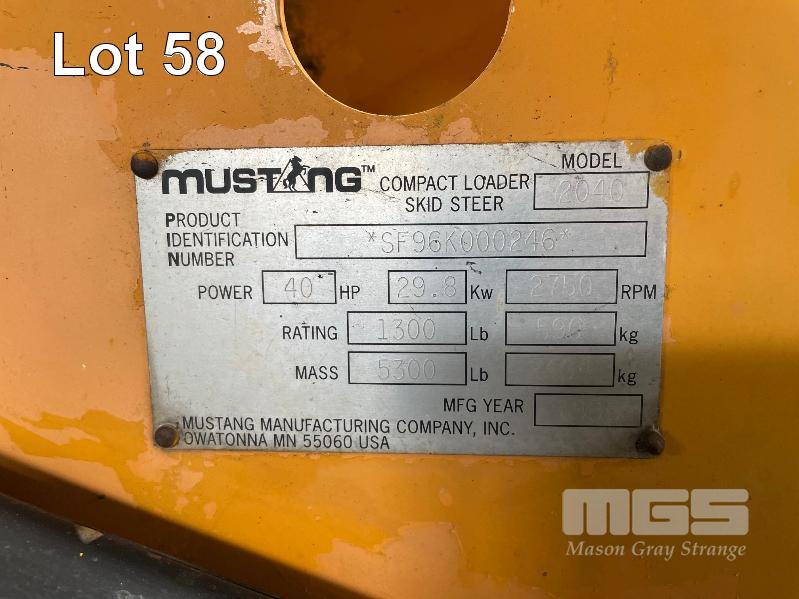 Lot 58
MUSTANG™ COMPACT LOADER
SKID STEER
MODEL
2040
PRODUCT
IDENTIFICATION
NUMBER
*SF96K000246*
POWER 40 HP 29.8 Kw 2750 RPM
RATING 1300 Lb kg
MASS 5300 Lb kg
MFG YEAR
MUSTANG MANUFACTURING COMPANY, INC.
OWATONNA MN 55060 USA
MGS
Mason Gray Strange